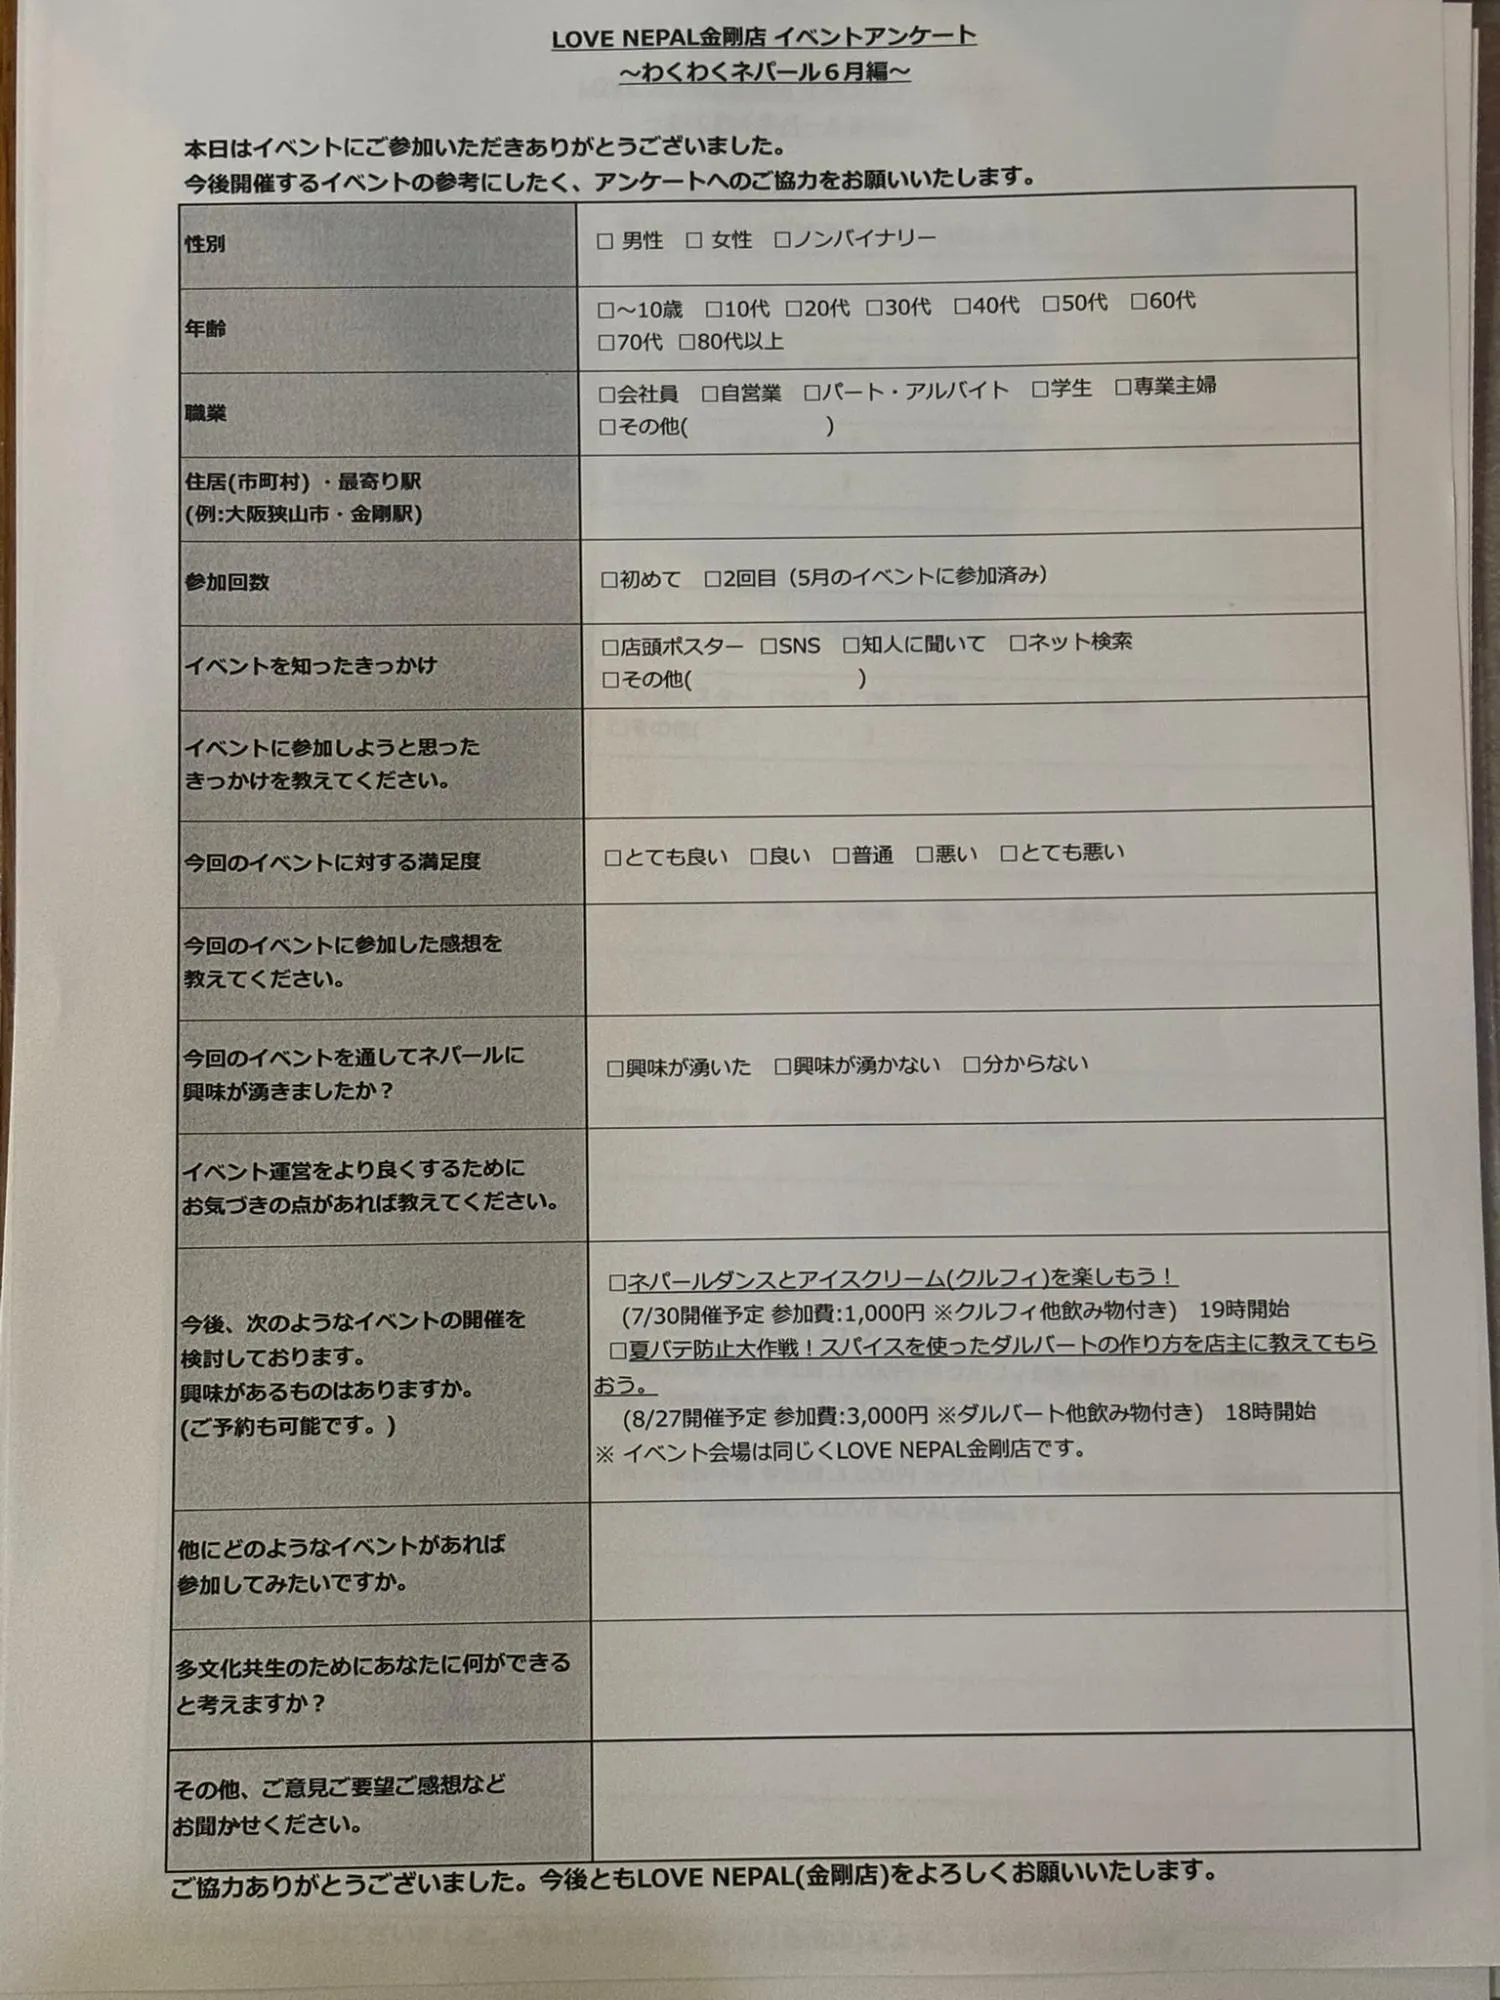 LOVE NEPAL金剛店 イベントアンケート
～わくわくネパール６月編～
本日はイベントにご参加いただきありがとうございました。
今後開催するイベントの参考にしたく、アンケートへのご協力をお願いいたします。
性別
□ 男性　□ 女性　□ノンバイナリー
年齢
□～10歳　□10代　□20代　□30代　□40代　□50代　□60代
□70代　□80代以上
職業
□会社員　□自営業　□パート・アルバイト　□学生　□専業主婦
□その他(　　　　　　)
住居(市町村) ・最寄り駅
(例:大阪狭山市・金剛駅)
参加回数
□初めて　□2回目（5月のイベントに参加済み）
イベントを知ったきっかけ
□店頭ポスター　□SNS　□知人に聞いて　□ネット検索
□その他(　　　　　　　　)
イベントに参加しようと思った
きっかけを教えてください。
今回のイベントに対する満足度
□とても良い　□良い　□普通　□悪い　□とても悪い
今回のイベントに参加した感想を
教えてください。
今回のイベントを通してネパールに
興味が湧きましたか？
□興味が湧いた　□興味が湧かない　□分からない
イベント運営をより良くするために
お気づきの点があれば教えてください。
今後、次のようなイベントの開催を
検討しております。
興味があるものはありますか。
(ご予約も可能です。)
□ネパールダンスとアイスクリーム(クルフィ)を楽しもう！
(7/30開催予定 参加費:1,000円 ※クルフィ他飲み物付き)　19時開始
□夏バテ防止大作戦！スパイスを使ったダルバートの作り方を店主に教えてもら
おう。
(8/27開催予定 参加費:3,000円 ※ダルバート他飲み物付き)　18時開始
※ イベント会場は同じくLOVE NEPAL金剛店です。
他にどのようなイベントがあれば
参加してみたいですか。
多文化共生のためにあなたに何ができる
と考えますか？
その他、ご意見ご要望ご感想など
お聞かせください。
ご協力ありがとうございました。今後ともLOVE NEPAL(金剛店)をよろしくお願いいたします。